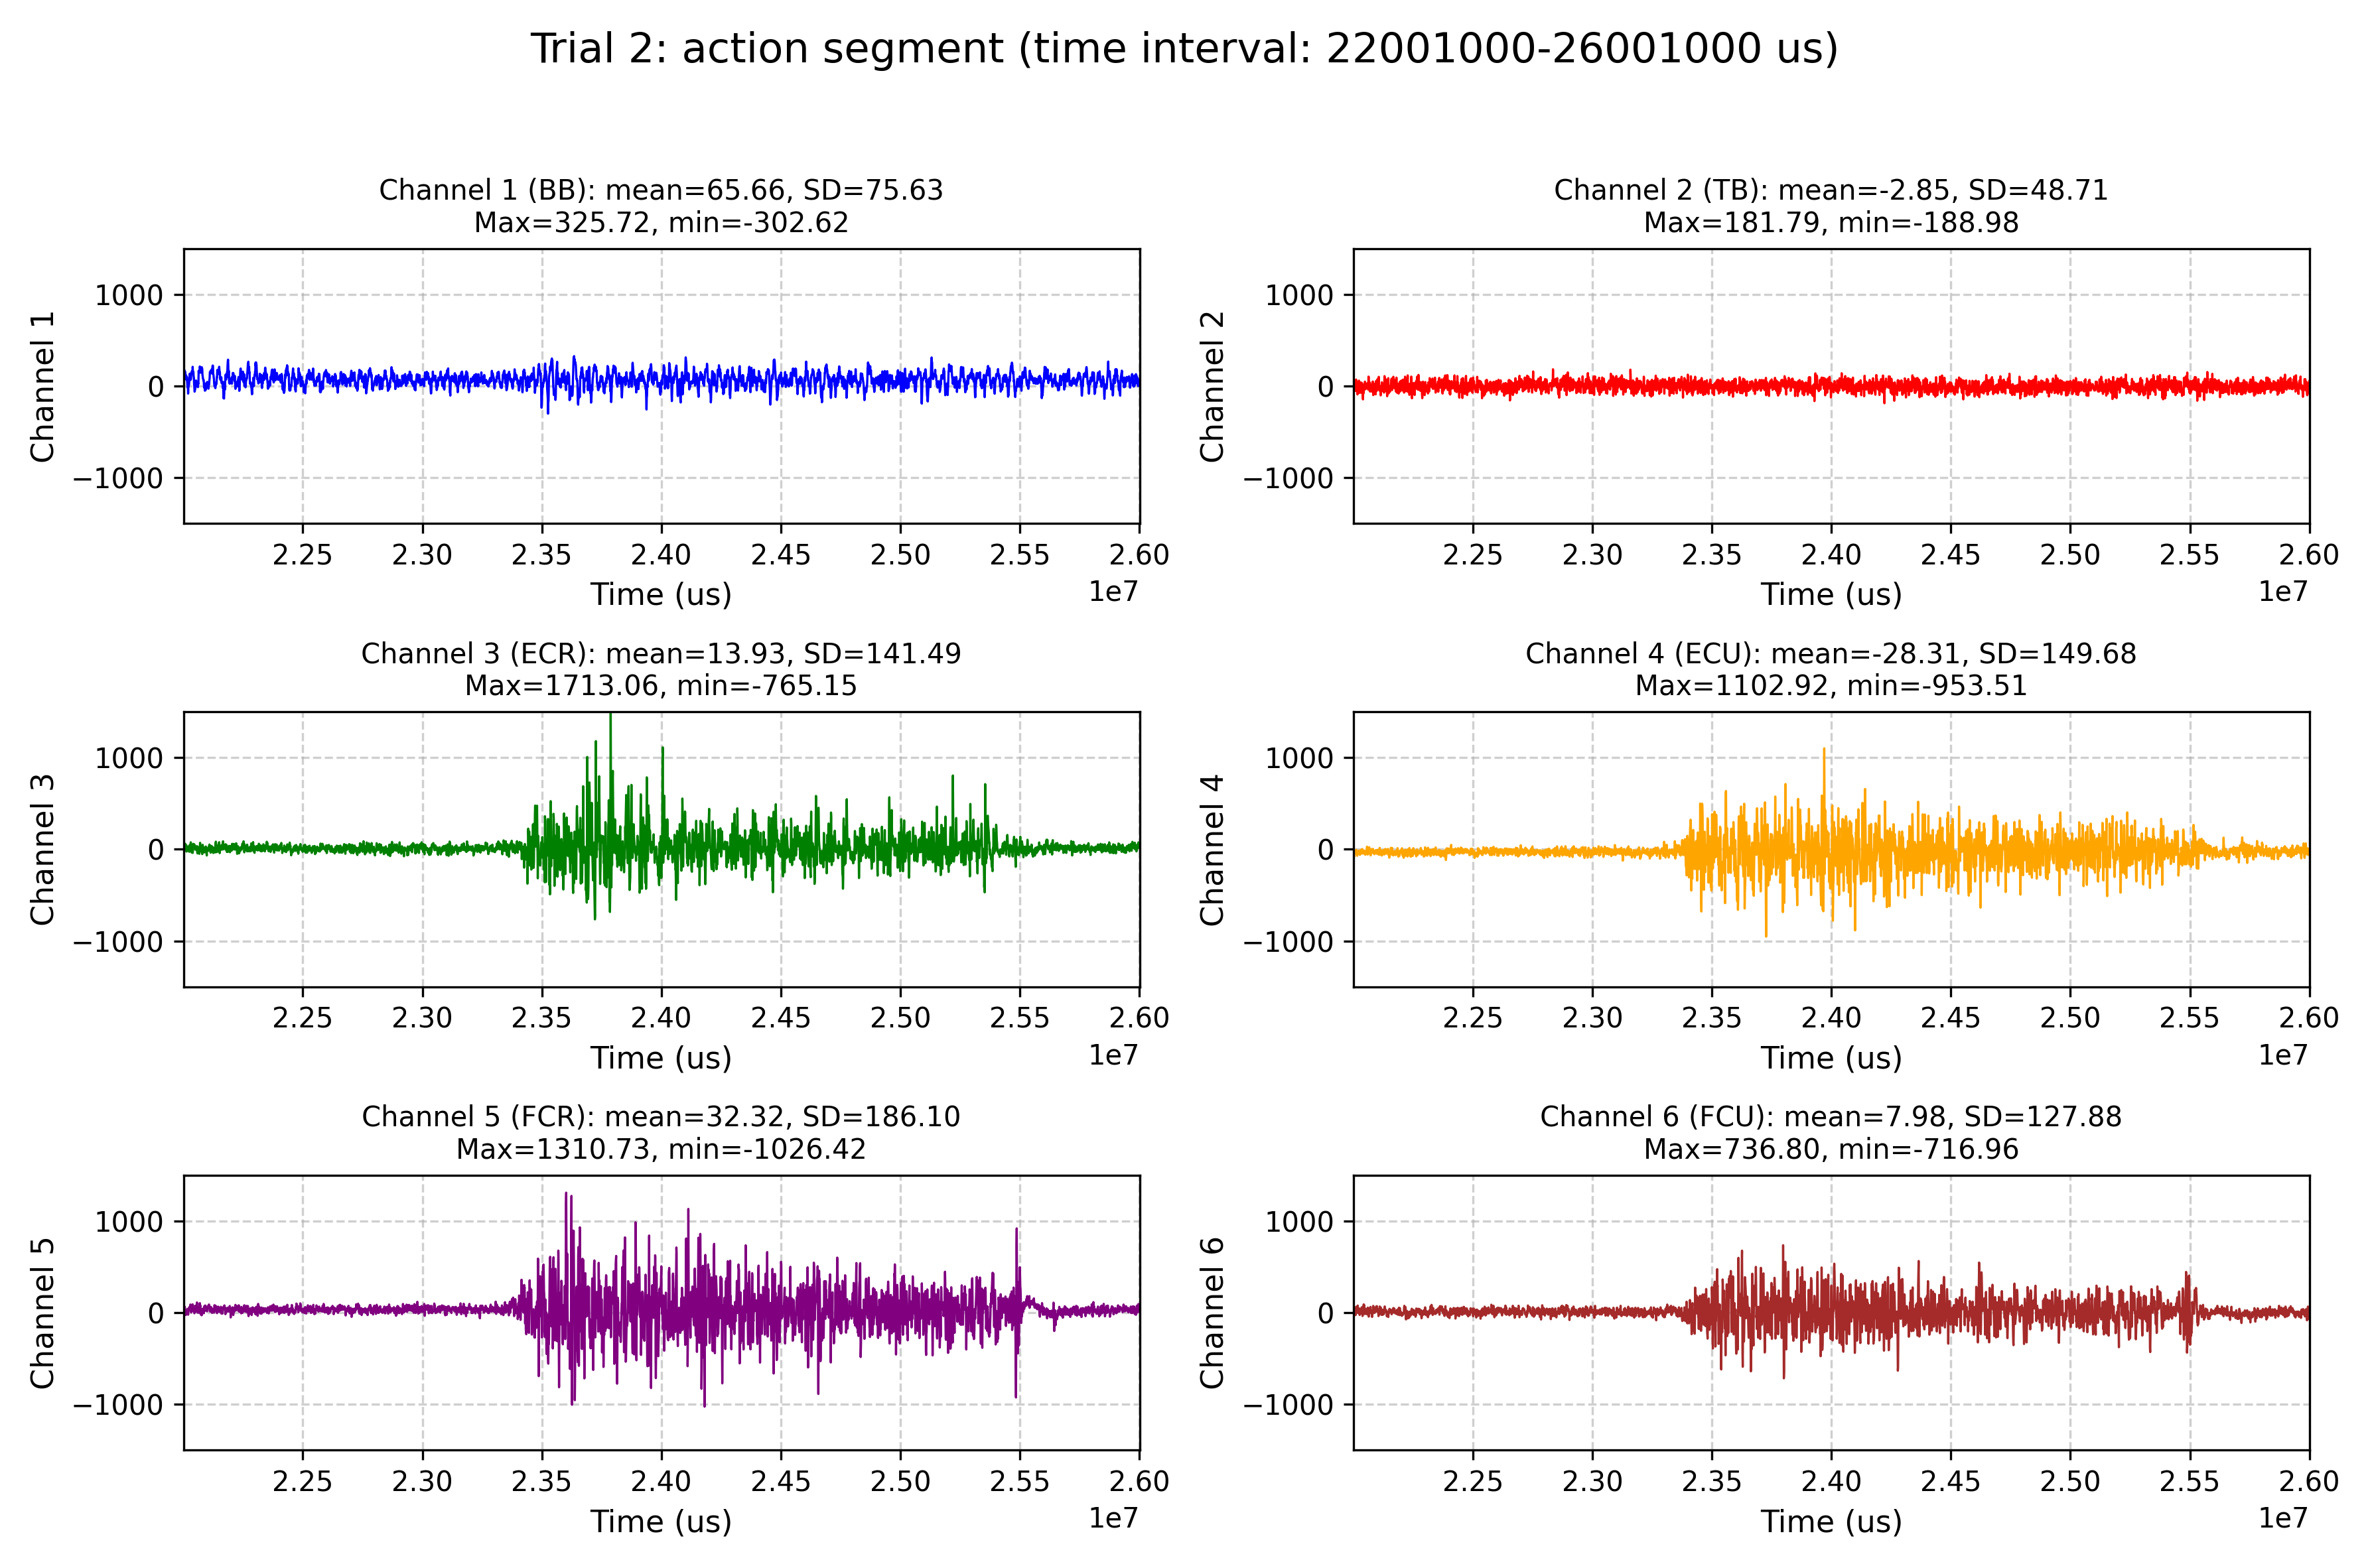 Trial 2: action segment (time interval: 22001000-26001000 us)
Channel 1 (BB): mean=65.66, SD=75.63
Max=325.72, min=-302.62
Channel 1
1000
0
−1000
2.25 2.30 2.35 2.40 2.45 2.50 2.55 2.60
Time (us)
1e7
Channel 2 (TB): mean=-2.85, SD=48.71
Max=181.79, min=-188.98
Channel 2
1000
0
−1000
2.25 2.30 2.35 2.40 2.45 2.50 2.55 2.60
Time (us)
1e7
Channel 3 (ECR): mean=13.93, SD=141.49
Max=1713.06, min=-765.15
Channel 3
1000
0
−1000
2.25 2.30 2.35 2.40 2.45 2.50 2.55 2.60
Time (us)
1e7
Channel 4 (ECU): mean=-28.31, SD=149.68
Max=1102.92, min=-953.51
Channel 4
1000
0
−1000
2.25 2.30 2.35 2.40 2.45 2.50 2.55 2.60
Time (us)
1e7
Channel 5 (FCR): mean=32.32, SD=186.10
Max=1310.73, min=-1026.42
Channel 5
1000
0
−1000
2.25 2.30 2.35 2.40 2.45 2.50 2.55 2.60
Time (us)
1e7
Channel 6 (FCU): mean=7.98, SD=127.88
Max=736.80, min=-716.96
Channel 6
1000
0
−1000
2.25 2.30 2.35 2.40 2.45 2.50 2.55 2.60
Time (us)
1e7